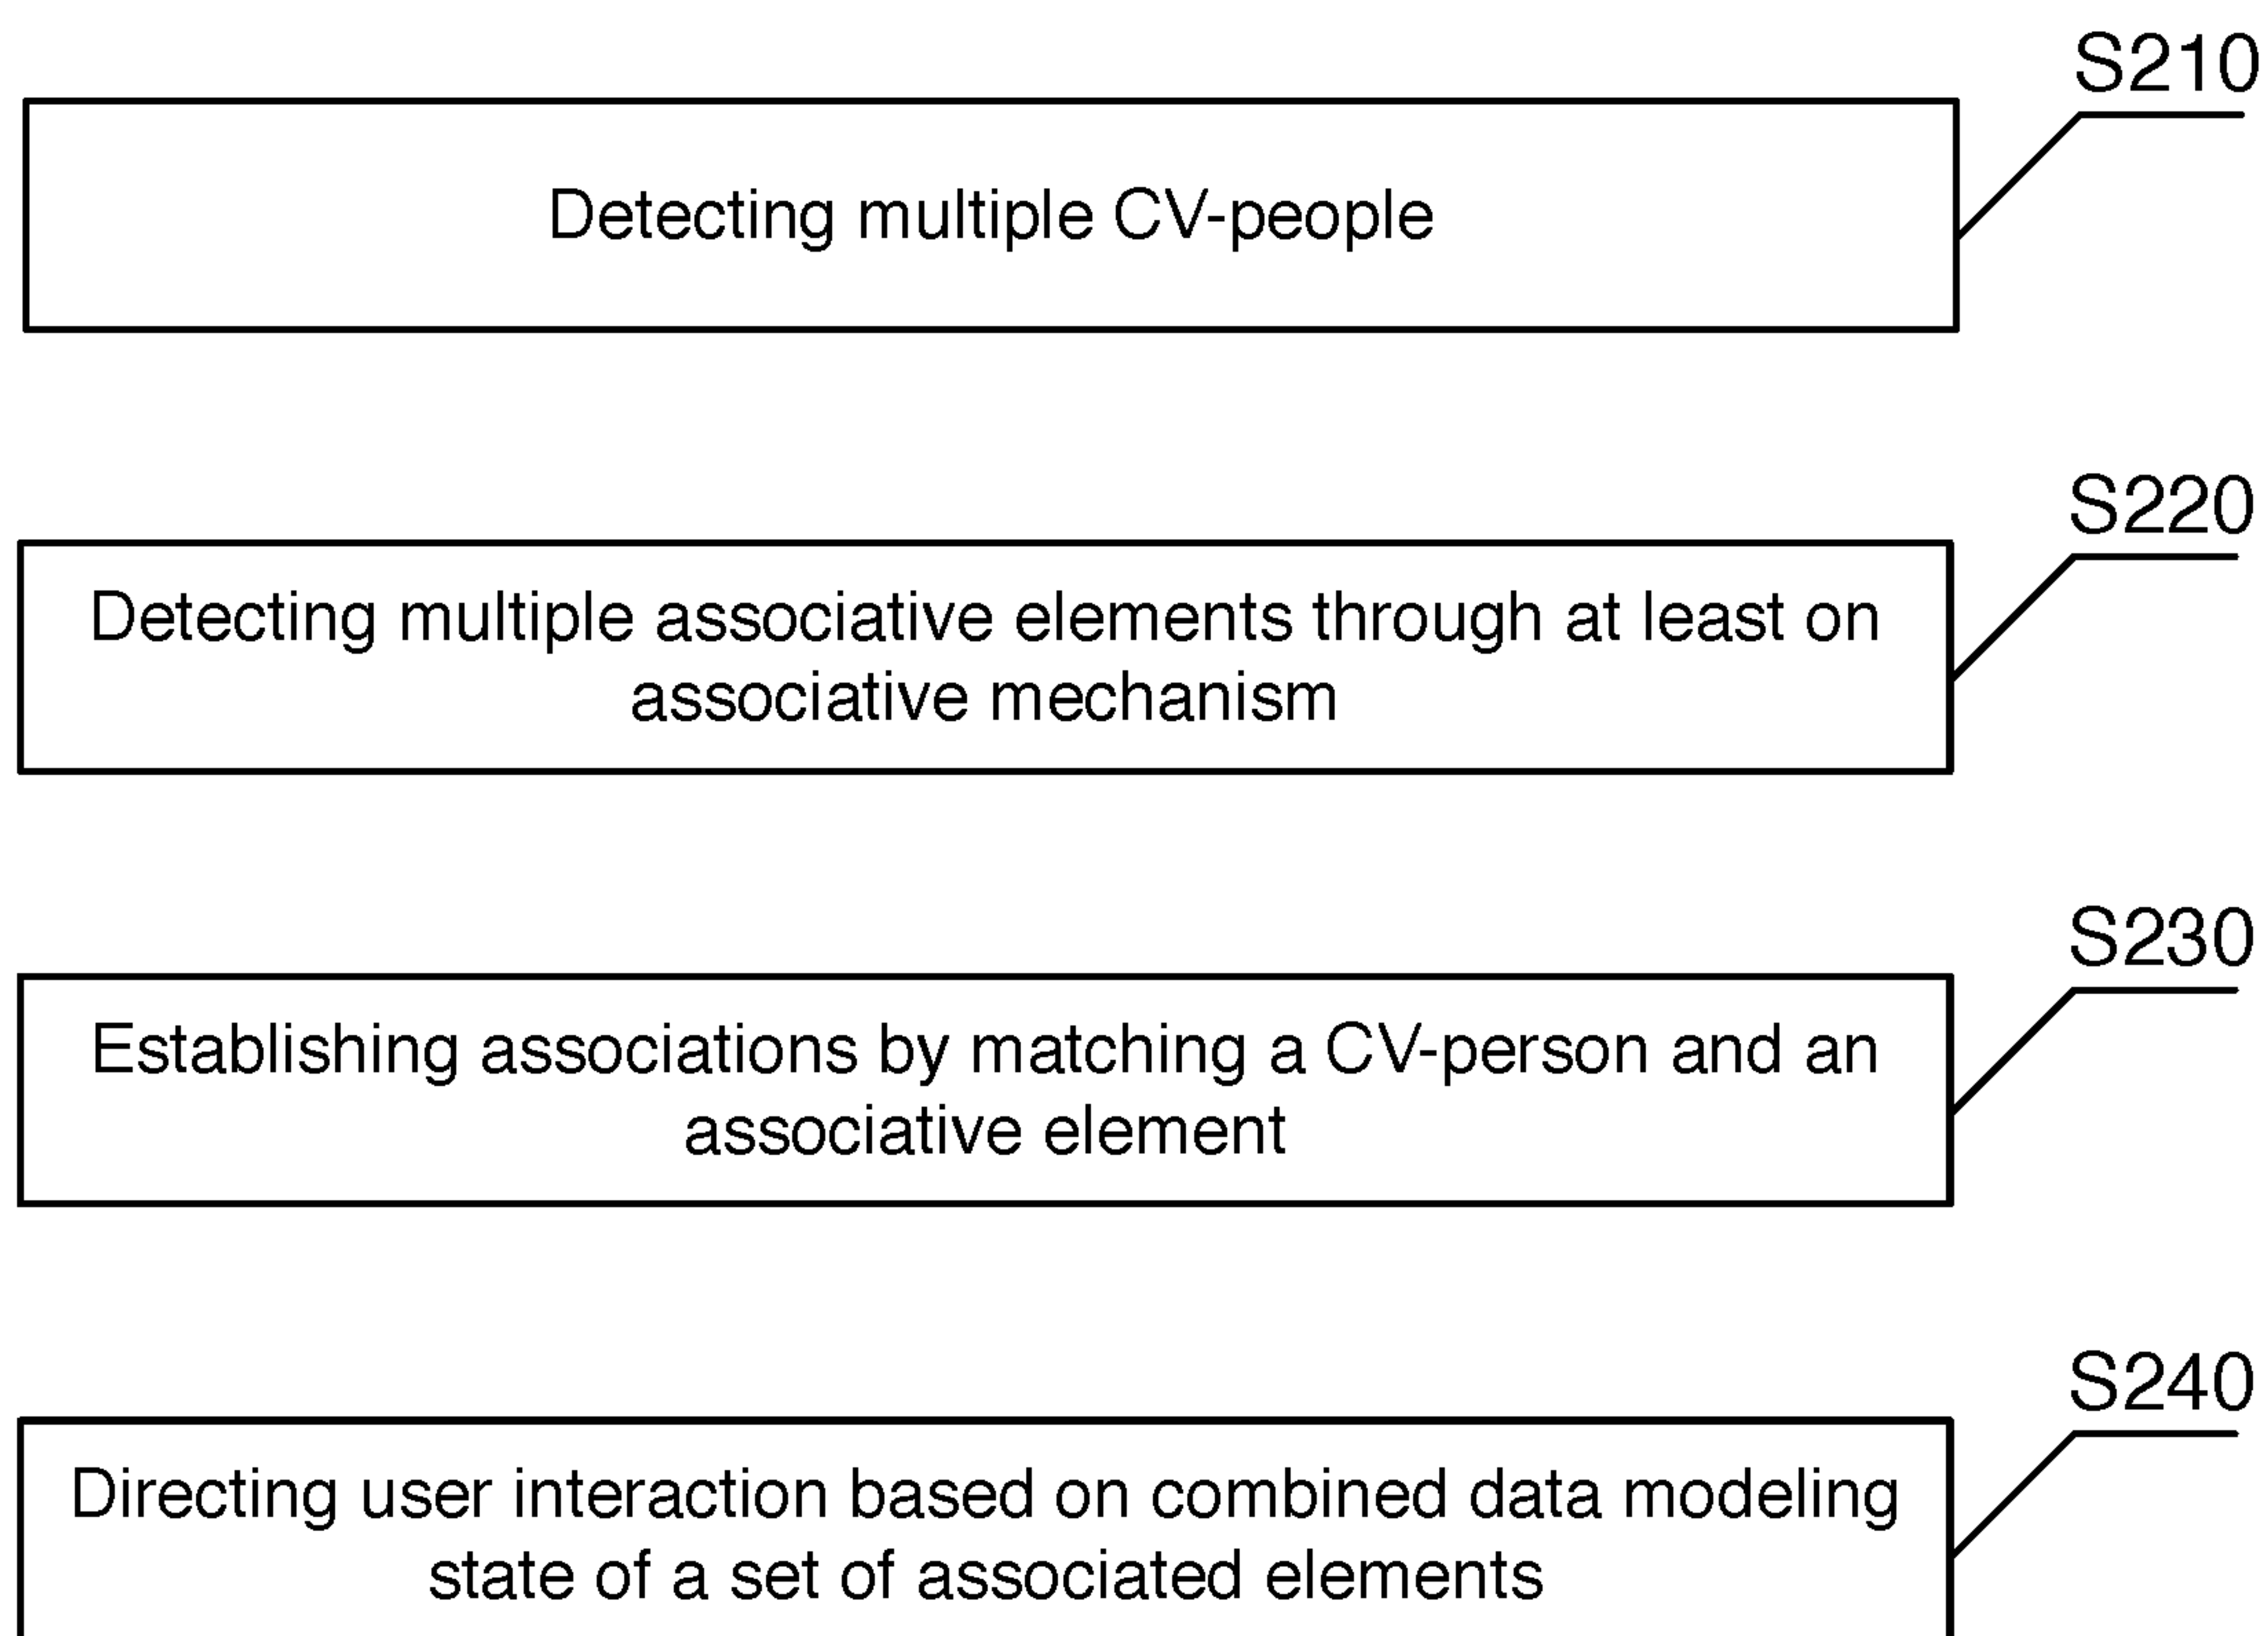 S210
Detecting multiple CV-people
S220
Detecting multiple associative elements through at least on
associative mechanism
S230
Establishing associations by matching a CV-person and an
associative element
S240
Directing user interaction based on combined data modeling
state of a set of associated elements